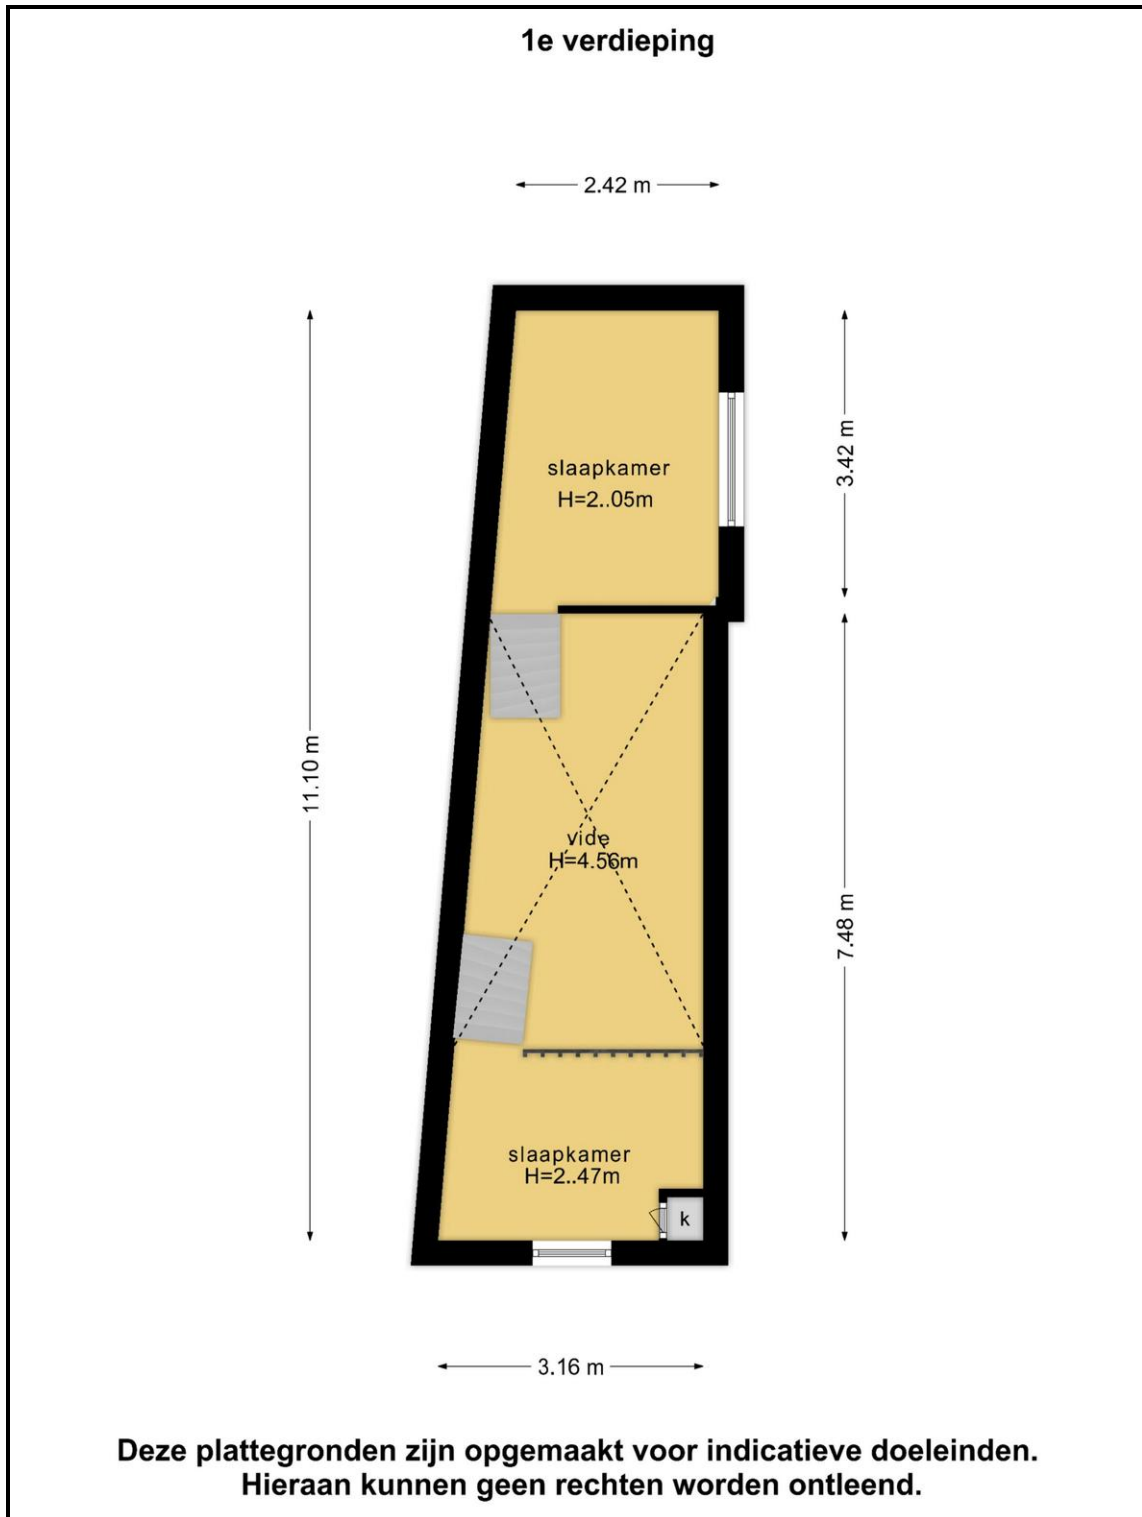 1e verdieping
2.42 m
slaapkamer
H=2..05m
3.42 m
11.10 m
vide
H=4.56m
7.48 m
slaapkamer
H=2..47m
k
3.16 m
Deze plattegronden zijn opgemaakt voor indicatieve doeleinden.
Hieraan kunnen geen rechten worden ontleend.